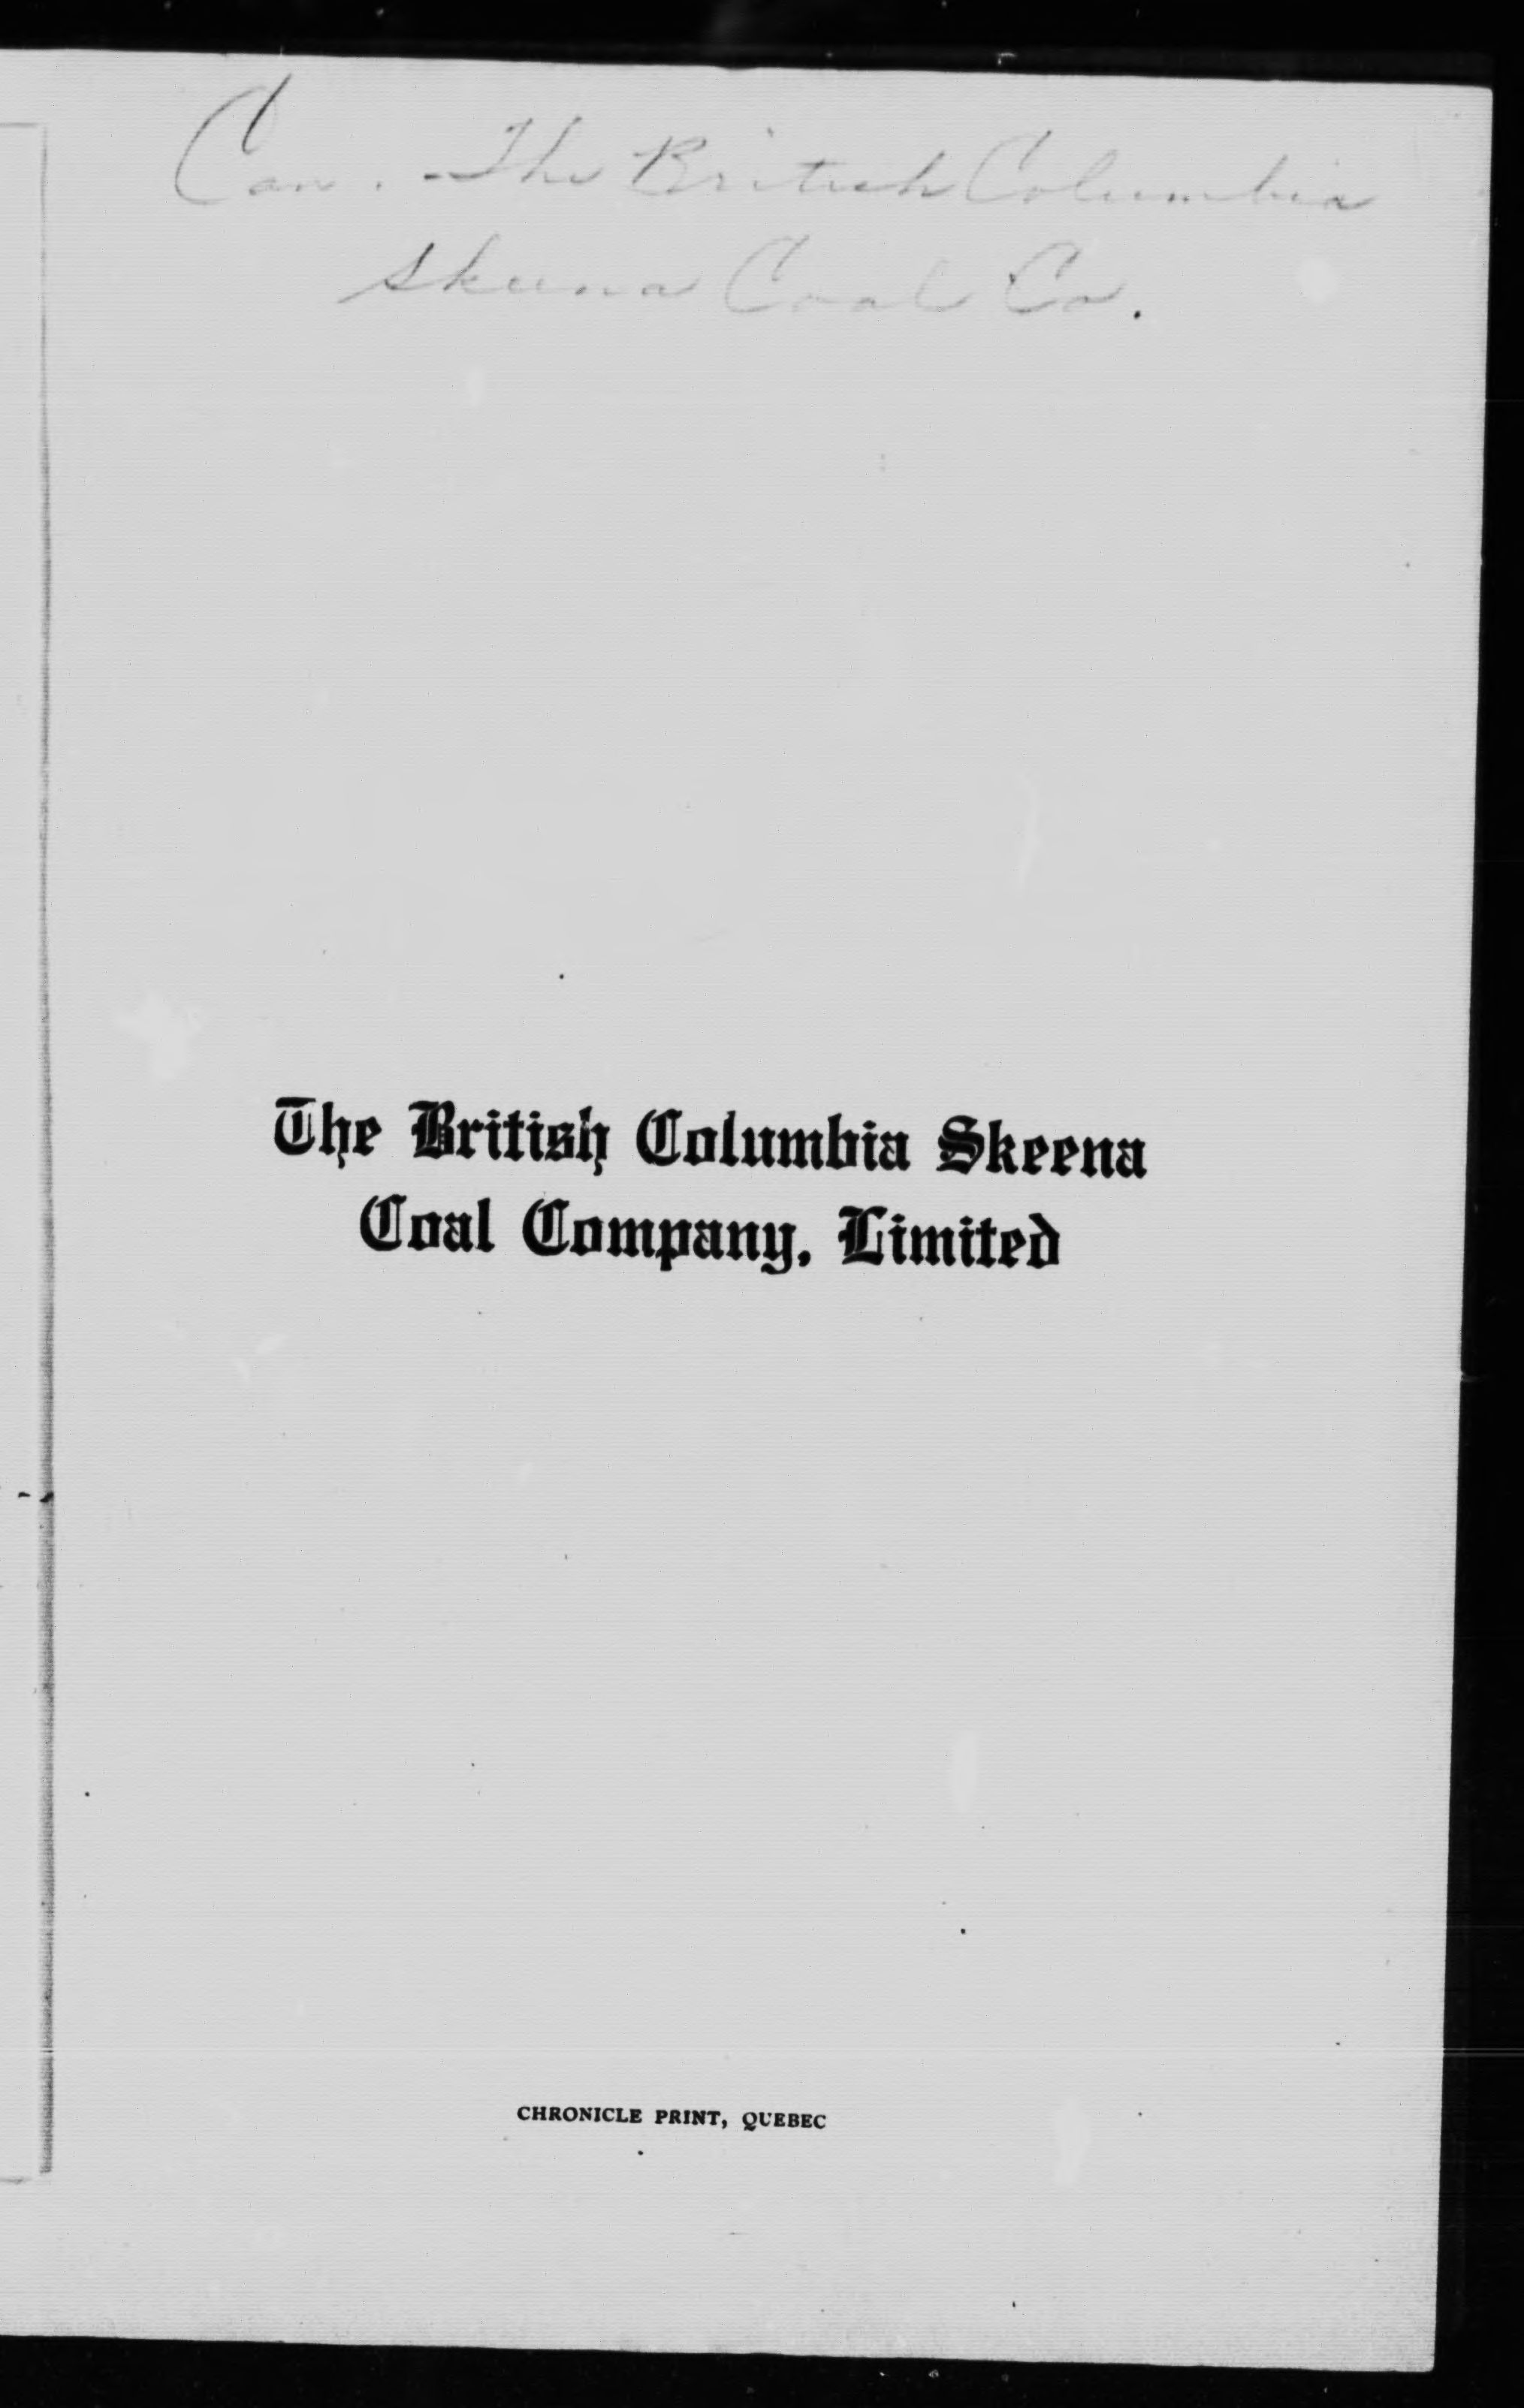 Can. - The British Columbia
Skeena Coal Co.
The British Columbia Skeena
Coal Company, Limited
CHRONICLE PRINT, QUEBEC